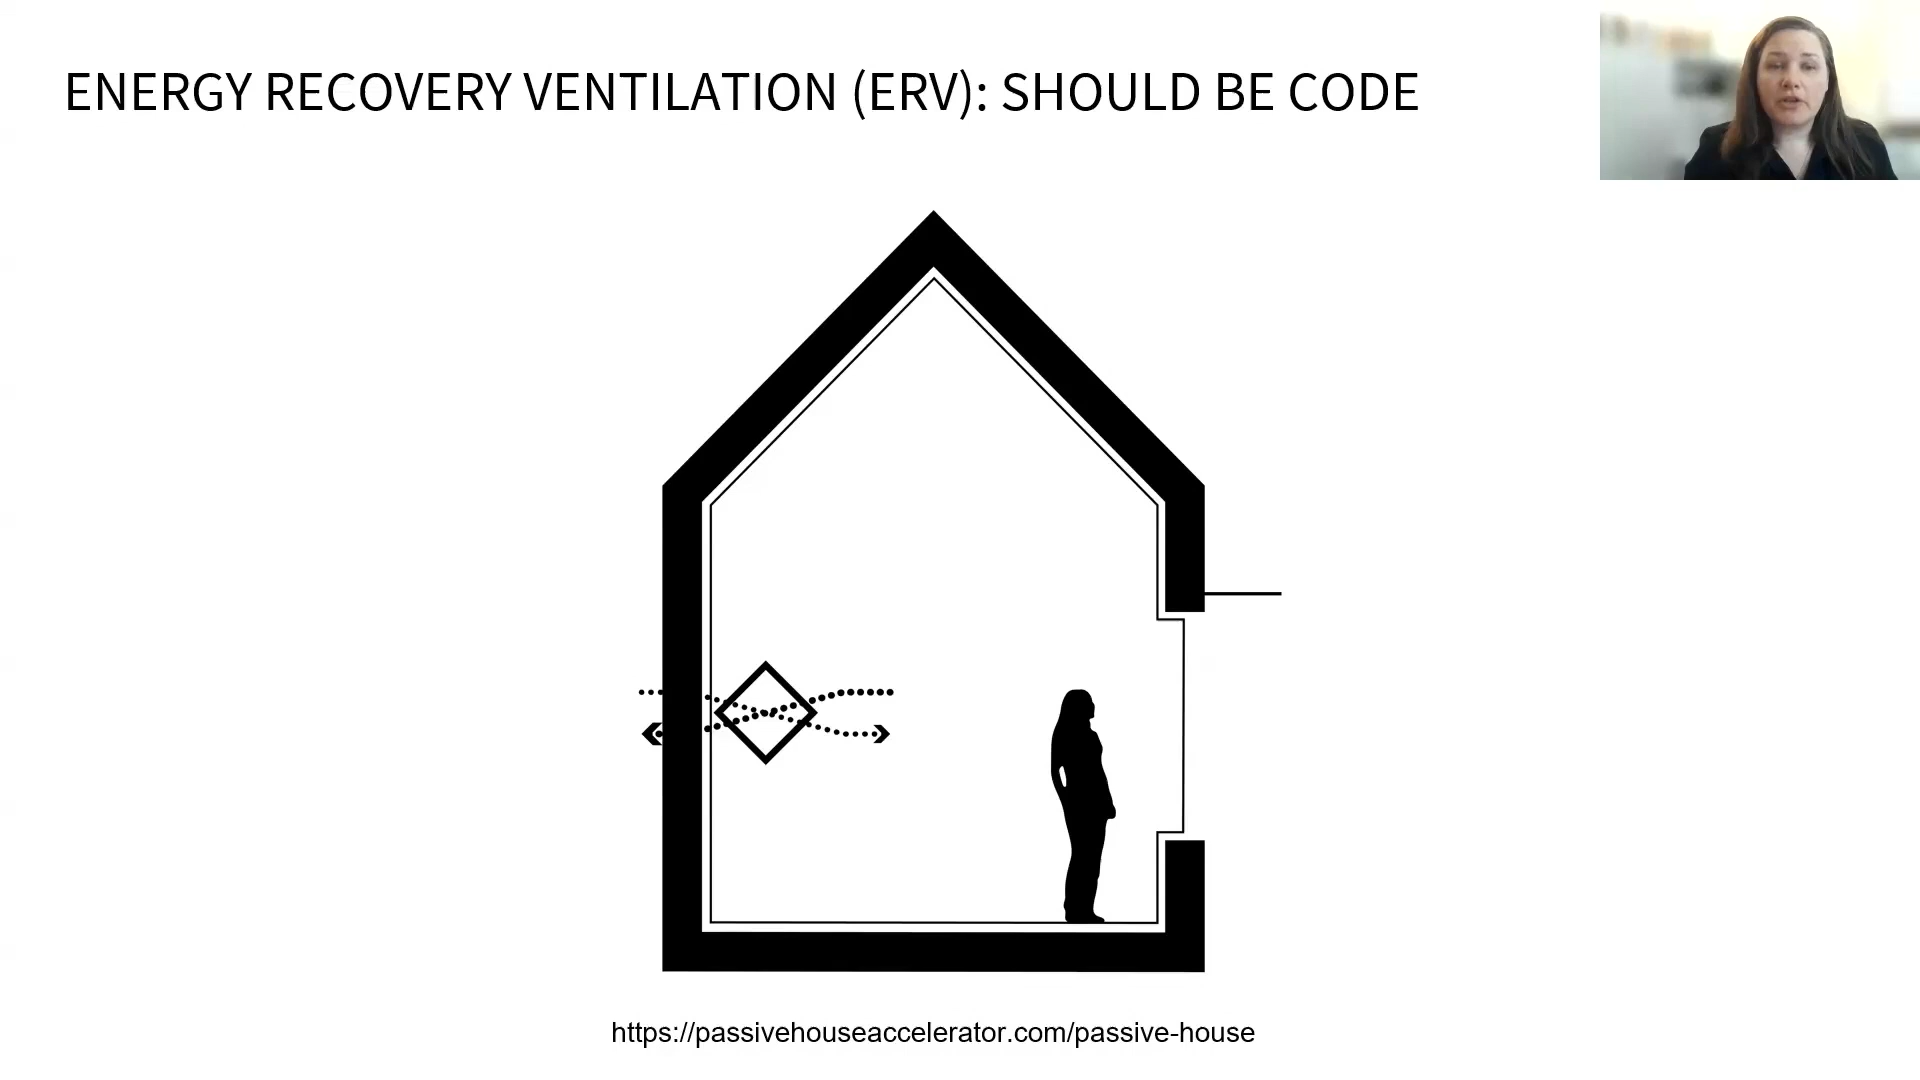 ENERGY RECOVERY VENTILATION (ERV): SHOULD BE CODE
https://passivehouseaccelerator.com/passive-house